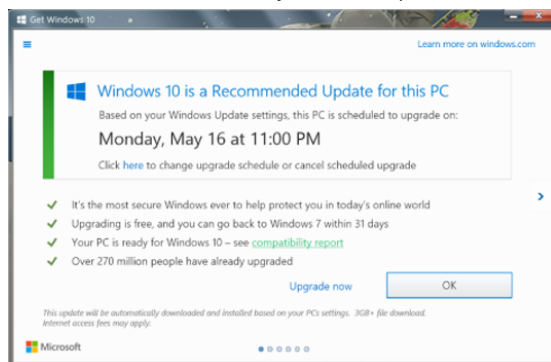 Get Windows 10
Learn more on windows.com
Windows 10 is a Recommended Update for this PC
Based on your Windows Update settings, this PC is scheduled to upgrade on:
Monday, May 16 at 11:00 PM
Click here to change upgrade schedule or cancel scheduled upgrade
It's the most secure Windows ever to help protect you in today's online world
Upgrading is free, and you can go back to Windows 7 within 31 days
Your PC is ready for Windows 10 – see compatibility report
Over 270 million people have already upgraded
Upgrade now OK
This update will be automatically downloaded and installed based on your PCs settings. 3GB+ file download.
Internet access fees may apply.
Microsoft